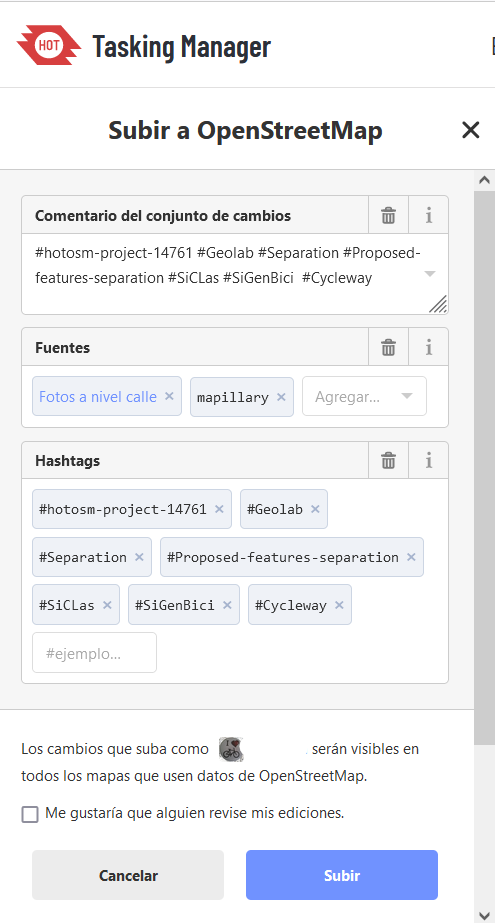 HOT Tasking Manager
Subir a OpenStreetMap ✕
Comentario del conjunto de cambios i
#hotosm-project-14761 #Geolab #Separation #Proposed-
features-separation #SiCLas #SiGenBici #Cycleway
Fuentes i
Fotos a nivel calle × mapillary × Agregar...
Hashtags i
#hotosm-project-14761 × #Geolab ×
#Separation × #Proposed-features-separation ×
#SiCLas × #SiGenBici × #Cycleway ×
#ejemplo...
Los cambios que suba como serán visibles en
todos los mapas que usen datos de OpenStreetMap.
Me gustaría que alguien revise mis ediciones.
Cancelar Subir